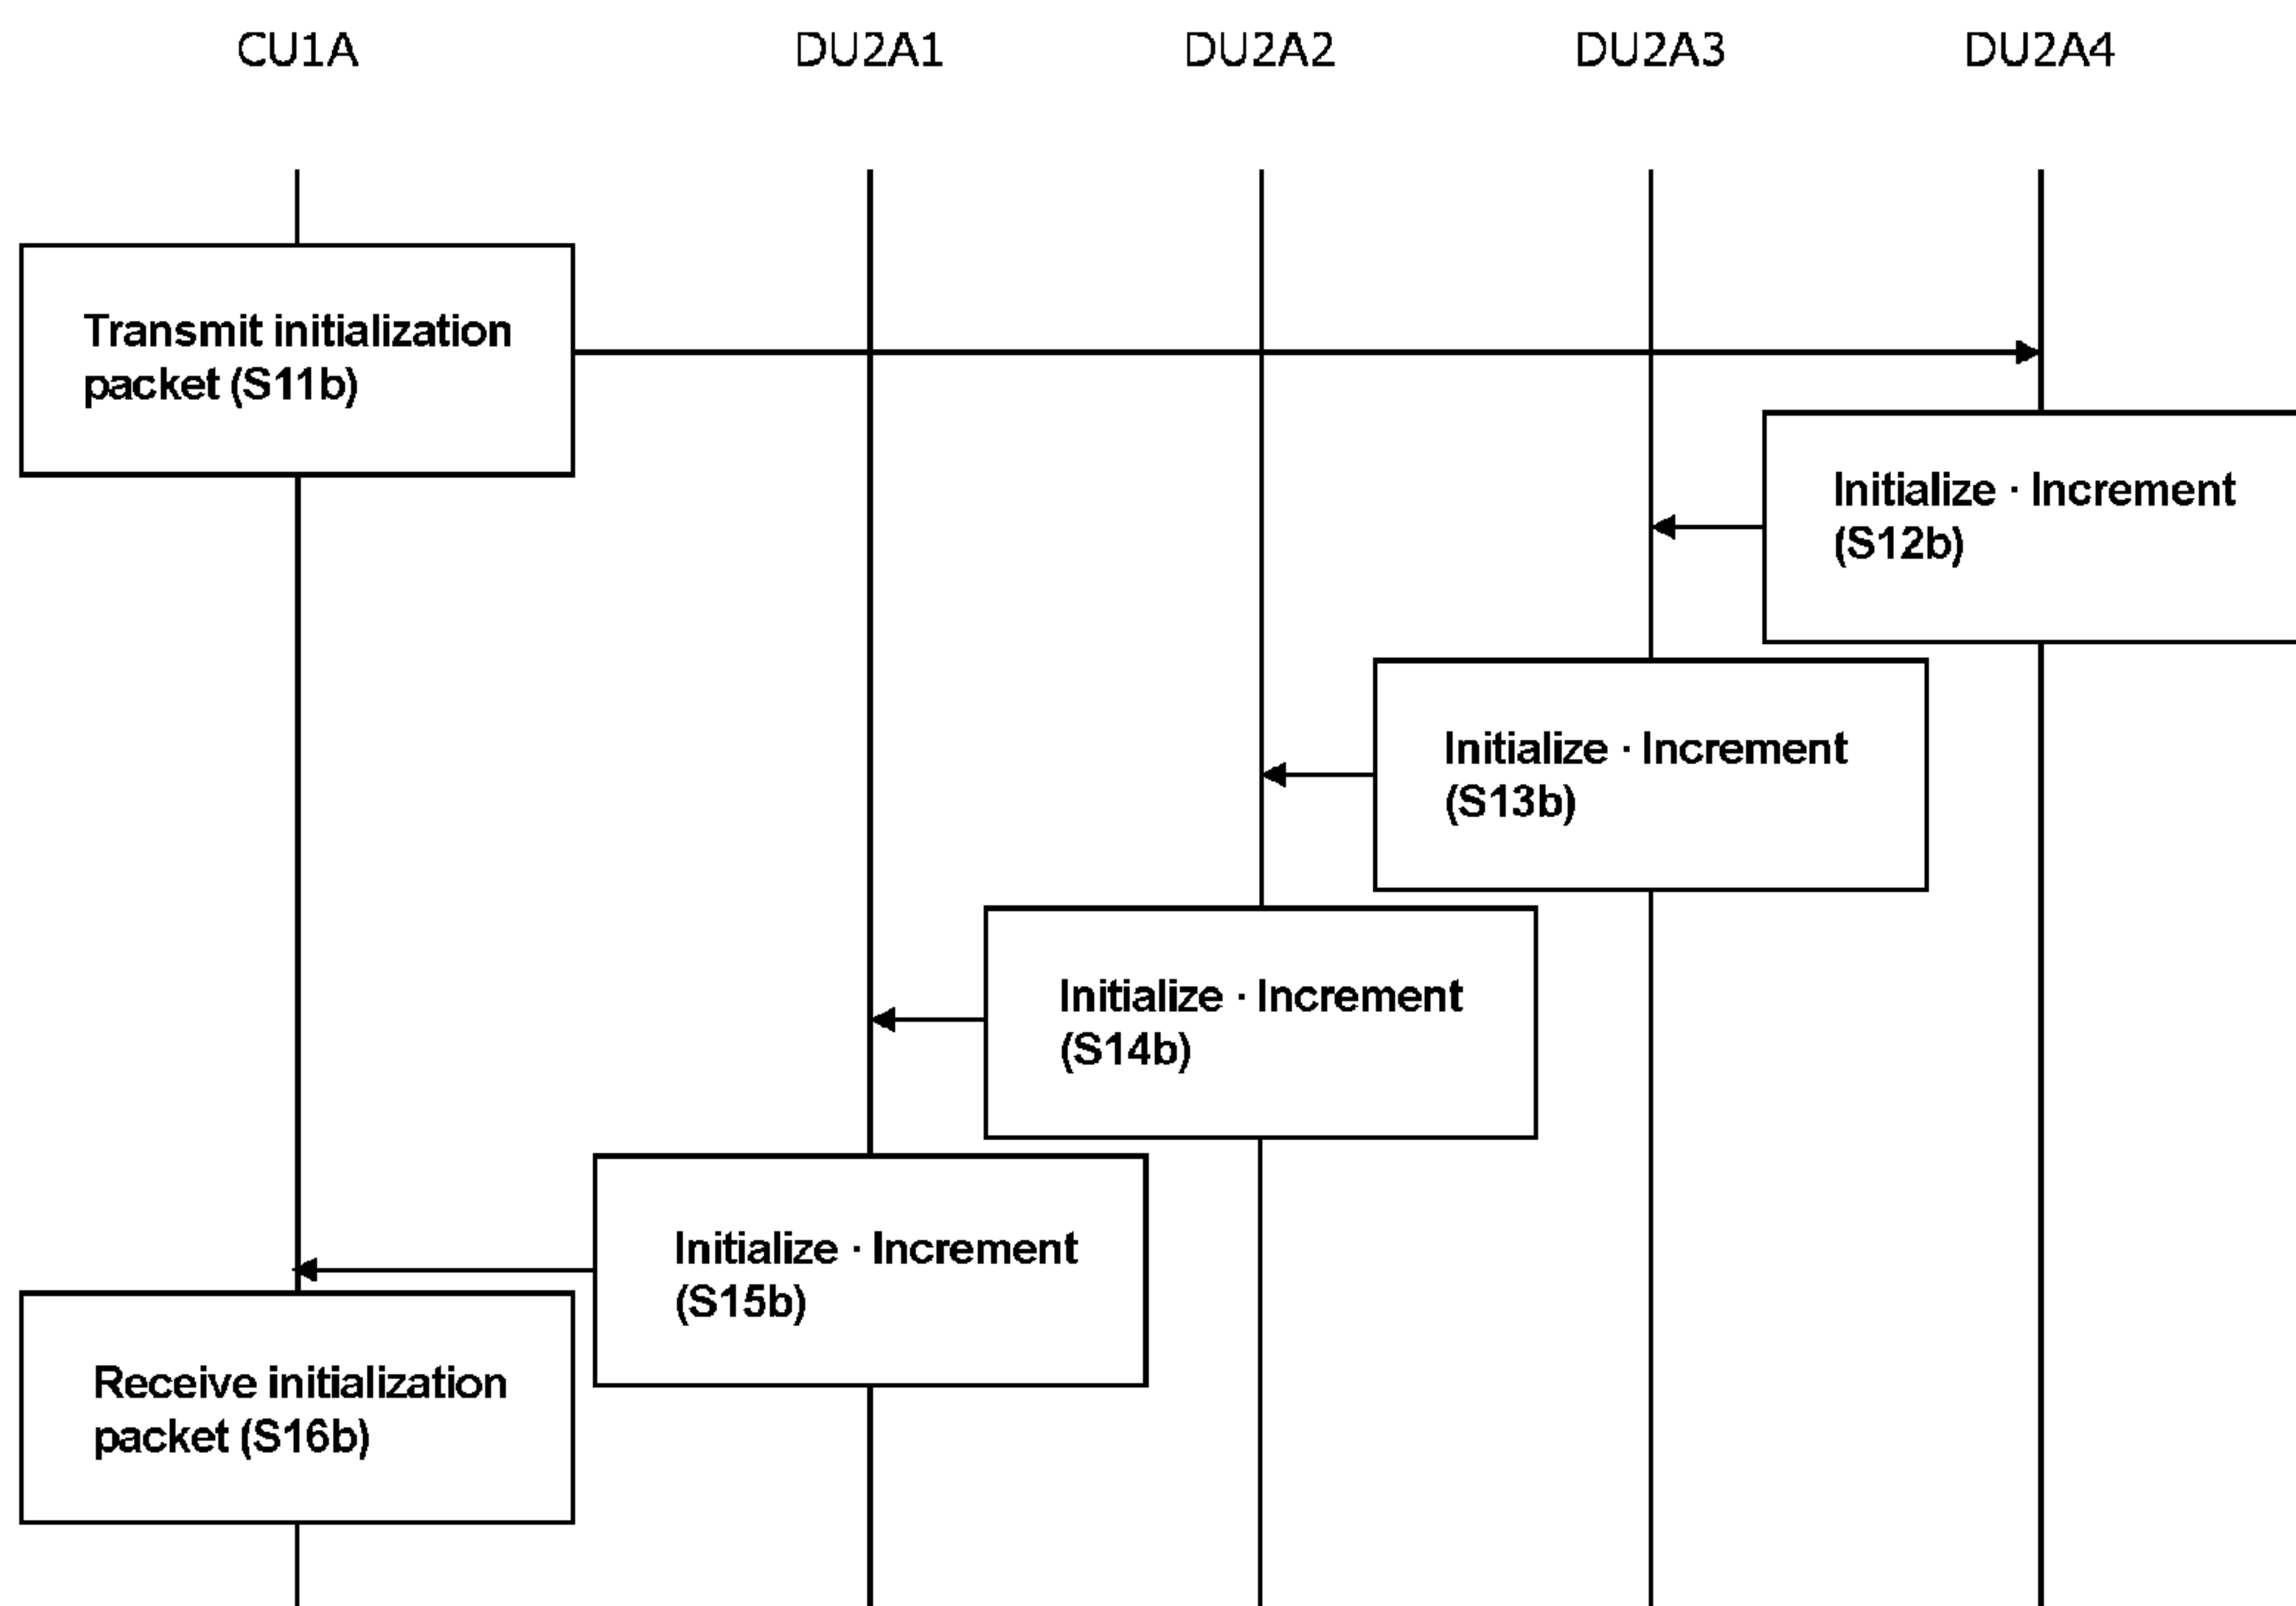 CU1A DU2A1 DU2A2 DU2A3 DU2A4
Transmit initialization
packet (S11b)
Initialize · Increment
(S12b)
Initialize · Increment
(S13b)
Initialize · Increment
(S14b)
Initialize · Increment
(S15b)
Receive initialization
packet (S16b)